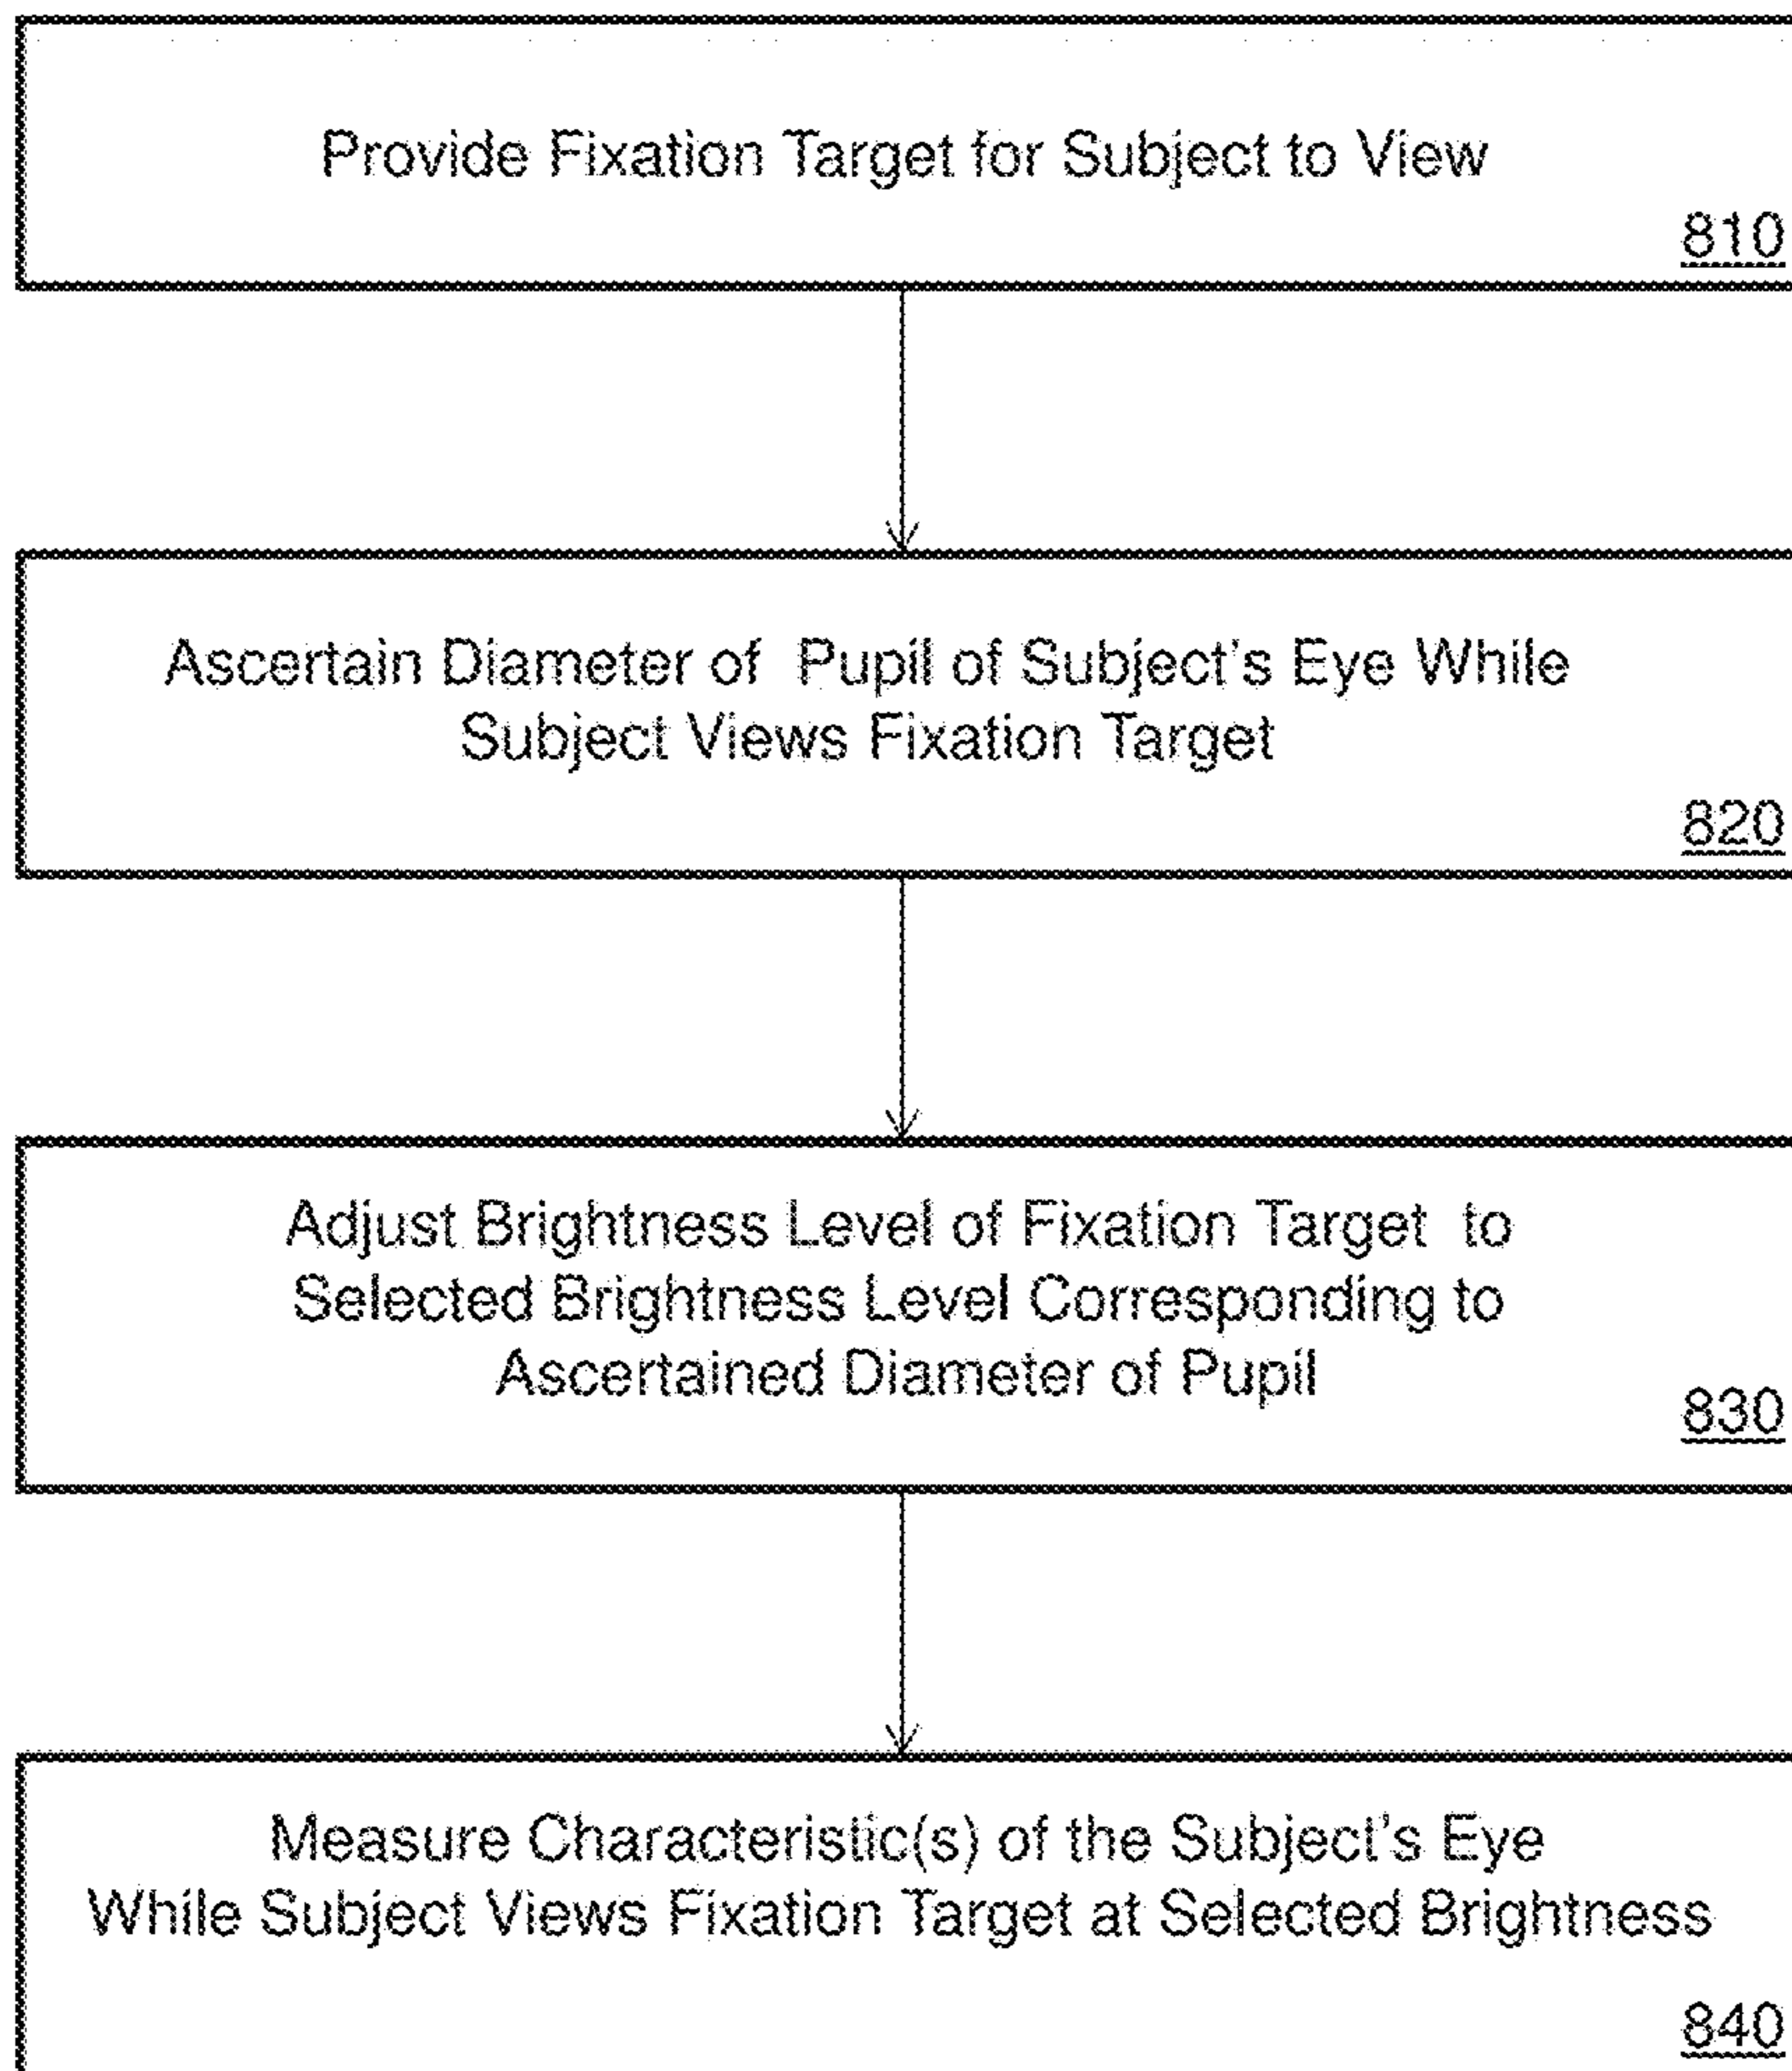 Provide Fixation Target for Subject to View
810
Ascertain Diameter of Pupil of Subject's Eye While
Subject Views Fixation Target
820
Adjust Brightness Level of Fixation Target to
Selected Brightness Level Corresponding to
Ascertained Diameter of Pupil
830
Measure Characteristic(s) of the Subject's Eye
While Subject Views Fixation Target at Selected Brightness
840